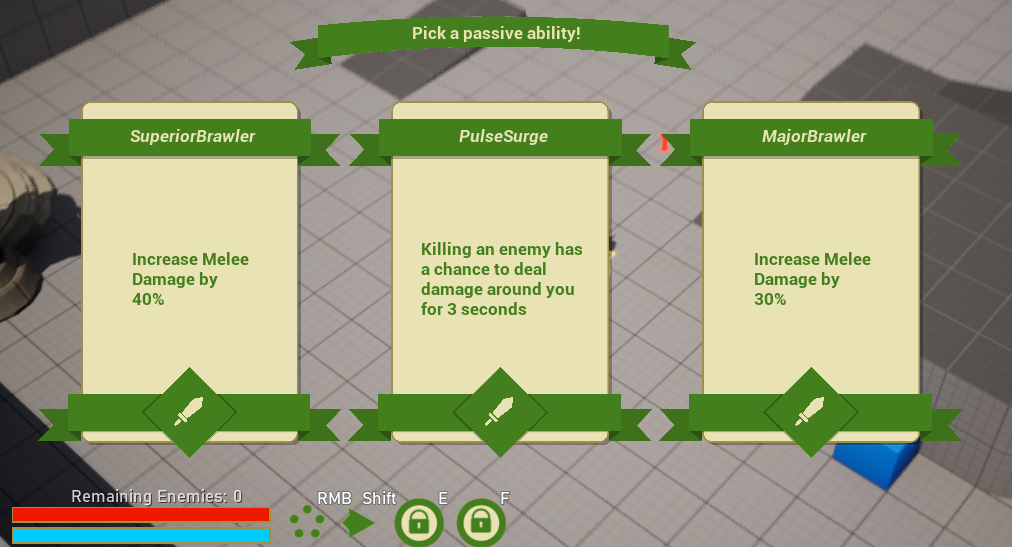 Pick a passive ability!
SuperiorBrawler
PulseSurge
MajorBrawler
Increase Melee
Damage by
40%
Killing an enemy has
a chance to deal
damage around you
for 3 seconds
Increase Melee
Damage by
30%
Remaining Enemies: 0
RMB Shift E F